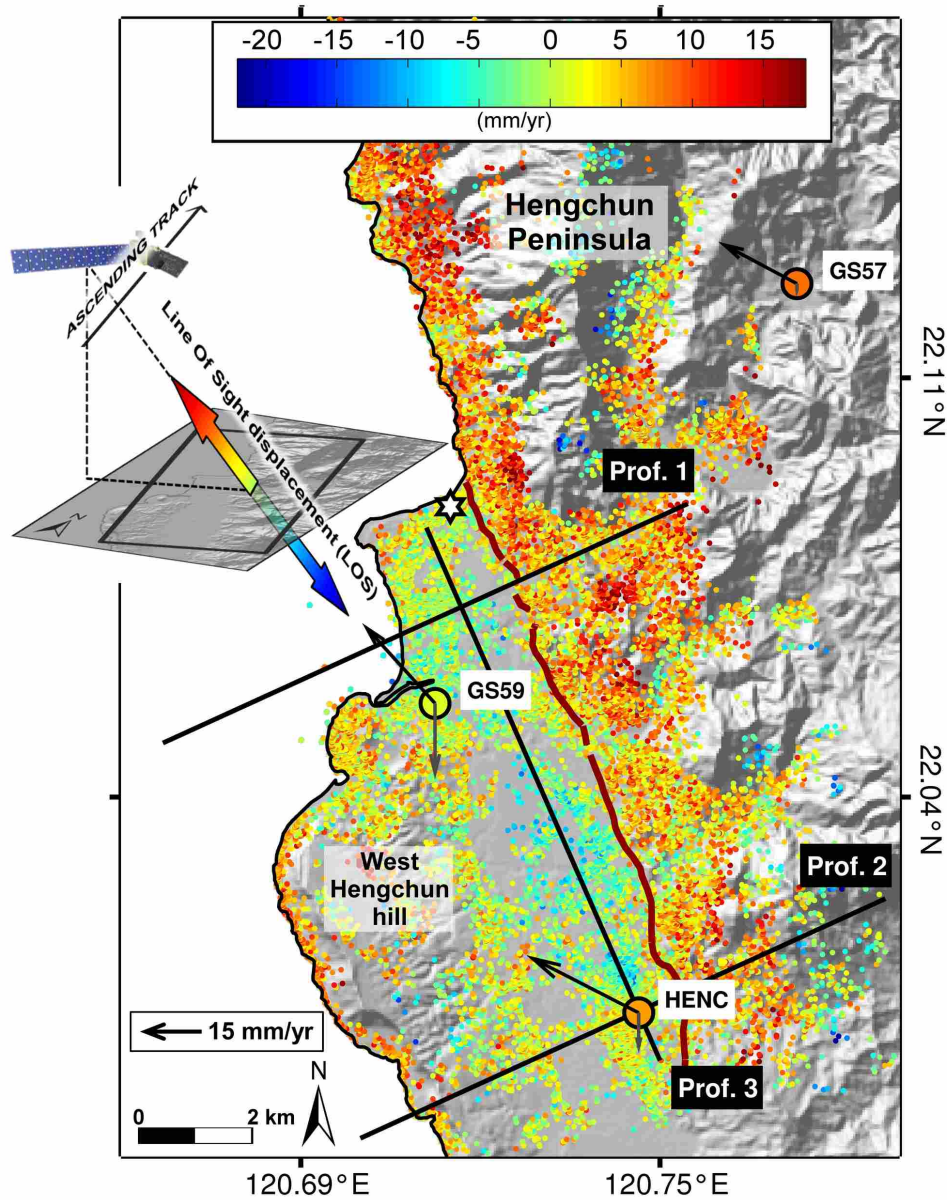 -20 -15 -10 -5 0 5 10 15
(mm/yr)
Hengchun
Peninsula
ASCENDING TRACK
GS57
Line Of Sight displacement (LOS)
22.11°N
Prof. 1
N
GS59
22.04°N
West
Hengchun
hill
Prof. 2
HENC
15 mm/yr
Prof. 3
N
0 2 km
120.69°E 120.75°E